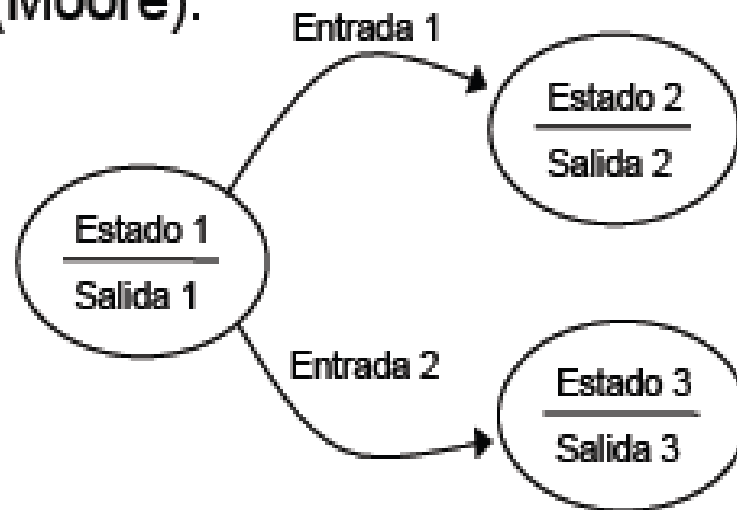 (Moore).
Entrada 1
Estado 2
Salida 2
Estado 1
Salida 1
Entrada 2
Estado 3
Salida 3